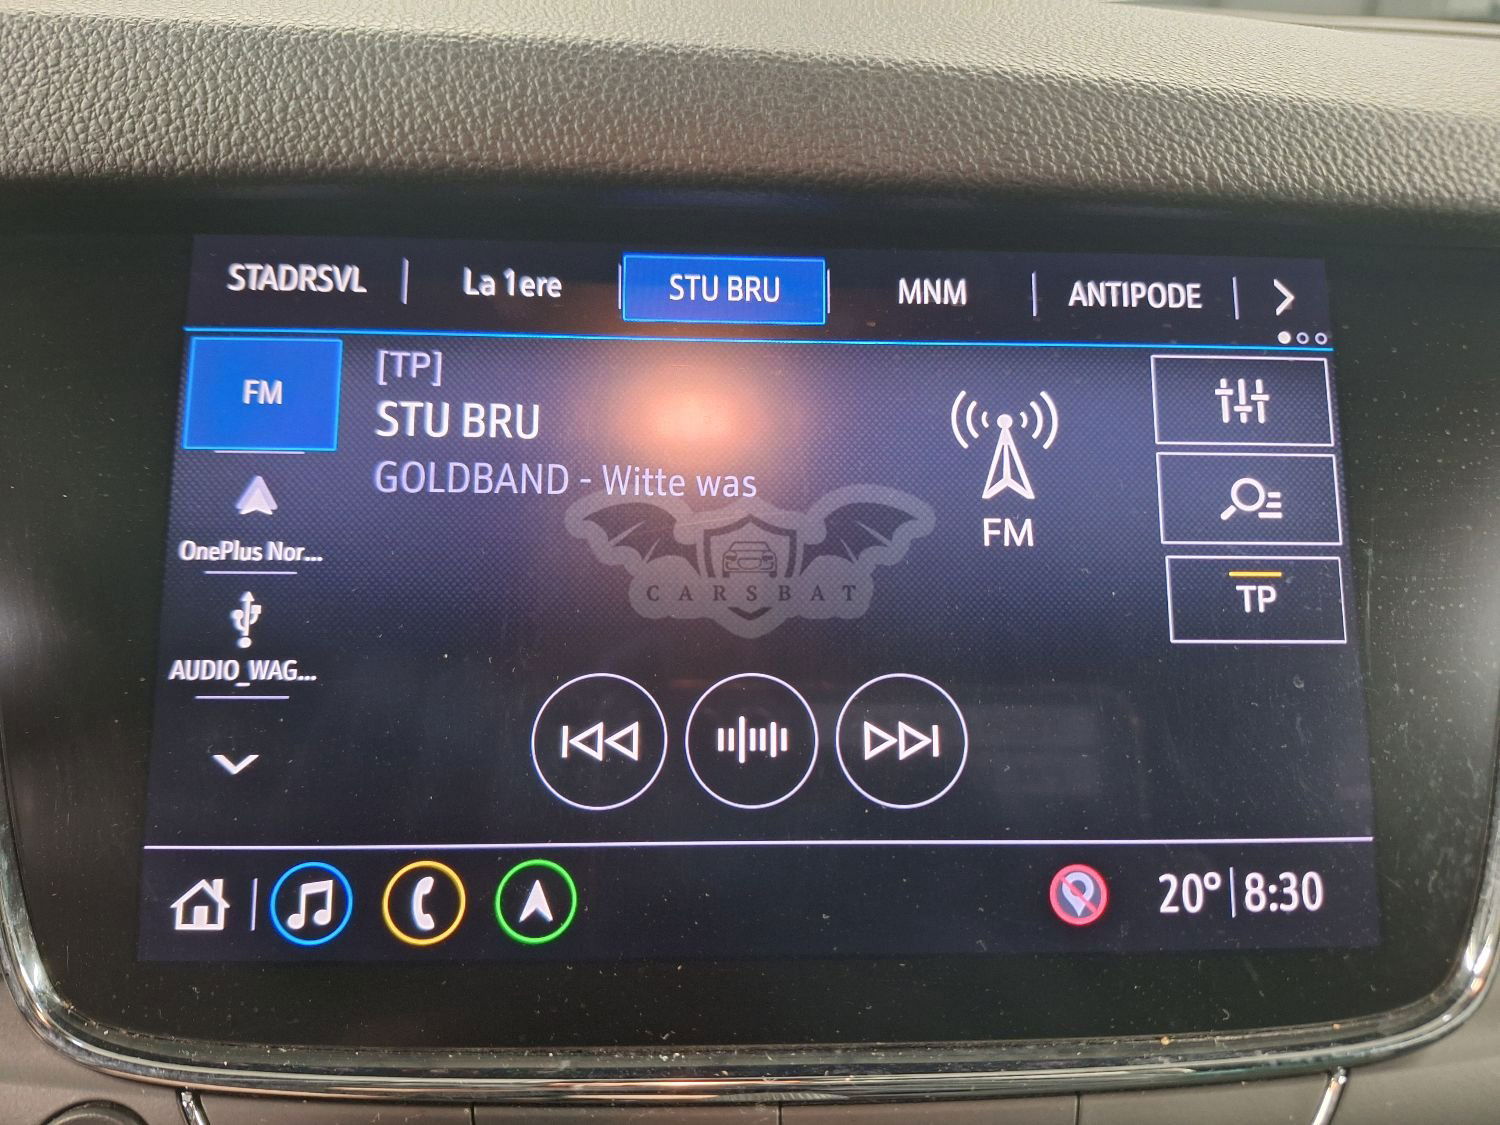 STADRSVL La 1ere STU BRU MNM ANTIPODE
FM
[TP]
STU BRU
GOLDBAND - Witte was
FM
OnePlus Nor...
CARSBAT
TP
AUDIO_WAG...
20° 8:30